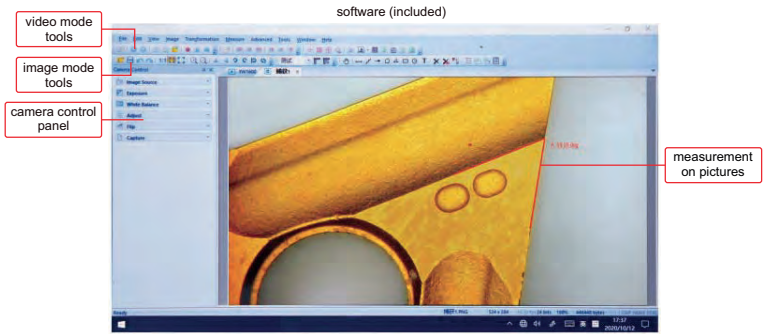 software (included)
video mode
tools
image mode
tools
camera control
panel
measurement
on pictures
File Edit View Image Transformation Measure Advanced Tools Window Help
Camera Control
Image Source
Exposure
White Balance
Adjust
Flip
Capture
Ready
100%
17:37
2020/10/12